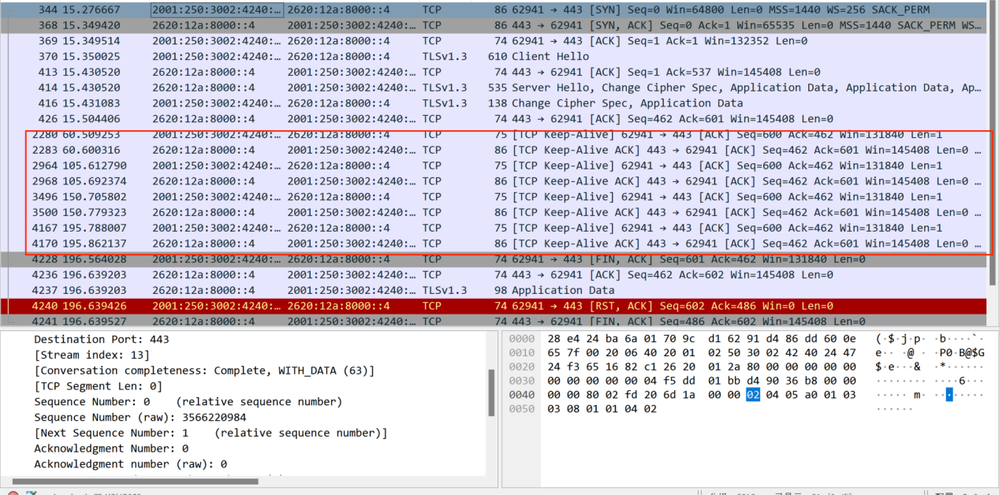 344 15.276667 2001:250:3002:4240:… 2620:12a:8000::4 TCP 86 62941 → 443 [SYN] Seq=0 Win=64800 Len=0 MSS=1440 WS=256 SACK_PERM
368 15.349420 2620:12a:8000::4 2001:250:3002:4240:… TCP 86 443 → 62941 [SYN, ACK] Seq=0 Ack=1 Win=65535 Len=0 MSS=1440 SACK_PERM WS…
369 15.349514 2001:250:3002:4240:… 2620:12a:8000::4 TCP 74 62941 → 443 [ACK] Seq=1 Ack=1 Win=132352 Len=0
370 15.350025 2001:250:3002:4240:… 2620:12a:8000::4 TLSv1.3 610 Client Hello
413 15.430520 2620:12a:8000::4 2001:250:3002:4240:… TCP 74 443 → 62941 [ACK] Seq=1 Ack=537 Win=145408 Len=0
414 15.430520 2620:12a:8000::4 2001:250:3002:4240:… TLSv1.3 535 Server Hello, Change Cipher Spec, Application Data, Application Data, Ap…
416 15.431083 2001:250:3002:4240:… 2620:12a:8000::4 TLSv1.3 138 Change Cipher Spec, Application Data
426 15.504406 2620:12a:8000::4 2001:250:3002:4240:… TCP 74 443 → 62941 [ACK] Seq=462 Ack=601 Win=145408 Len=0
2280 60.509253 2001:250:3002:4240:… 2620:12a:8000::4 TCP 75 [TCP Keep-Alive] 62941 → 443 [ACK] Seq=600 Ack=462 Win=131840 Len=1
2283 60.600316 2620:12a:8000::4 2001:250:3002:4240:… TCP 86 [TCP Keep-Alive ACK] 443 → 62941 [ACK] Seq=462 Ack=601 Win=145408 Len=0 …
2964 105.612790 2001:250:3002:4240:… 2620:12a:8000::4 TCP 75 [TCP Keep-Alive] 62941 → 443 [ACK] Seq=600 Ack=462 Win=131840 Len=1
2968 105.692374 2620:12a:8000::4 2001:250:3002:4240:… TCP 86 [TCP Keep-Alive ACK] 443 → 62941 [ACK] Seq=462 Ack=601 Win=145408 Len=0 …
3496 150.705802 2001:250:3002:4240:… 2620:12a:8000::4 TCP 75 [TCP Keep-Alive] 62941 → 443 [ACK] Seq=600 Ack=462 Win=131840 Len=1
3500 150.779323 2620:12a:8000::4 2001:250:3002:4240:… TCP 86 [TCP Keep-Alive ACK] 443 → 62941 [ACK] Seq=462 Ack=601 Win=145408 Len=0 …
4167 195.788007 2001:250:3002:4240:… 2620:12a:8000::4 TCP 75 [TCP Keep-Alive] 62941 → 443 [ACK] Seq=600 Ack=462 Win=131840 Len=1
4170 195.862137 2620:12a:8000::4 2001:250:3002:4240:… TCP 86 [TCP Keep-Alive ACK] 443 → 62941 [ACK] Seq=462 Ack=601 Win=145408 Len=0 …
4228 196.564028 2001:250:3002:4240:… 2620:12a:8000::4 TCP 74 62941 → 443 [FIN, ACK] Seq=601 Ack=462 Win=131840 Len=0
4236 196.639203 2620:12a:8000::4 2001:250:3002:4240:… TCP 74 443 → 62941 [ACK] Seq=462 Ack=602 Win=145408 Len=0
4237 196.639203 2620:12a:8000::4 2001:250:3002:4240:… TLSv1.3 98 Application Data
4240 196.639426 2001:250:3002:4240:… 2620:12a:8000::4 TCP 74 62941 → 443 [RST, ACK] Seq=602 Ack=486 Win=0 Len=0
4241 196.639527 2620:12a:8000::4 2001:250:3002:4240:… TCP 74 443 → 62941 [FIN, ACK] Seq=486 Ack=602 Win=145408 Len=0
Destination Port: 443
[Stream index: 13]
[Conversation completeness: Complete, WITH_DATA (63)]
[TCP Segment Len: 0]
Sequence Number: 0 (relative sequence number)
Sequence Number (raw): 3566220984
[Next Sequence Number: 1 (relative sequence number)]
Acknowledgment Number: 0
Acknowledgment number (raw): 0
0000 28 e4 24 ba 6a 01 70 9c d1 62 91 d4 86 dd 60 0e (·$·j·p· ·b····`·
0010 65 7f 00 20 06 40 20 01 02 50 30 02 42 40 24 47 e·· ·@ · ·P0·B@$G
0020 24 f3 65 16 82 c1 26 20 01 2a 80 00 00 00 00 00 $·e···& ·*······
0030 00 00 00 00 00 04 f5 dd 01 bb d4 90 36 b8 00 00 ········ ····6···
0040 00 00 80 02 fd 20 6d 1a 00 00 02 04 05 a0 01 03 ····· m· ········
0050 03 08 01 01 04 02 ······